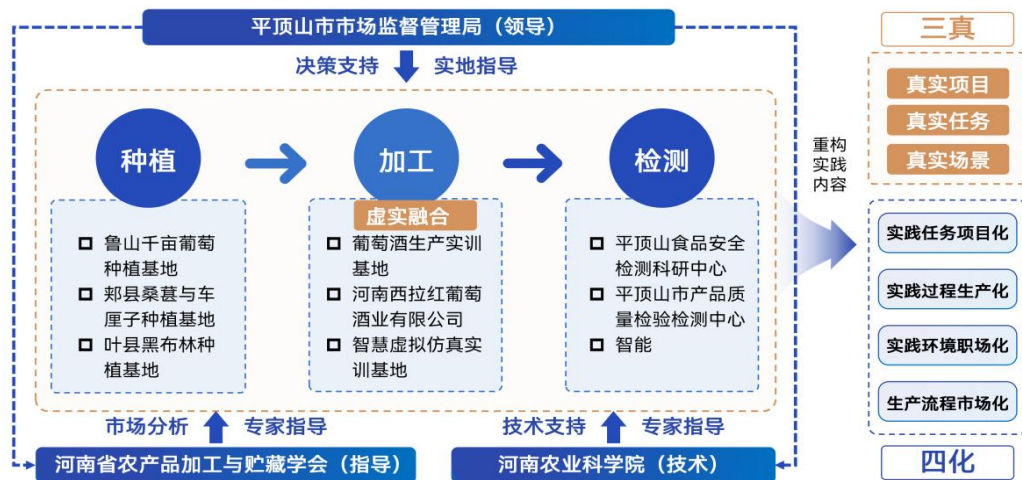 平顶山市市场监督管理局（领导）
决策支持
实地指导
种植
鲁山千亩葡萄
种植基地
郏县桑葚与车
厘子种植基地
叶县黑布林种
植基地
加工
虚实融合
葡萄酒生产实训
基地
河南西拉红葡萄
酒业有限公司
智慧虚拟仿真实
训基地
检测
平顶山食品安全
检测科研中心
平顶山市产品质
量检验检测中心
智能
市场分析
专家指导
技术支持
专家指导
河南省农产品加工与贮藏学会（指导）
河南农业科学院（技术）
重构
实践
内容
三真
真实项目
真实任务
真实场景
实践任务项目化
实践过程生产化
实践环境职场化
生产流程市场化
四化